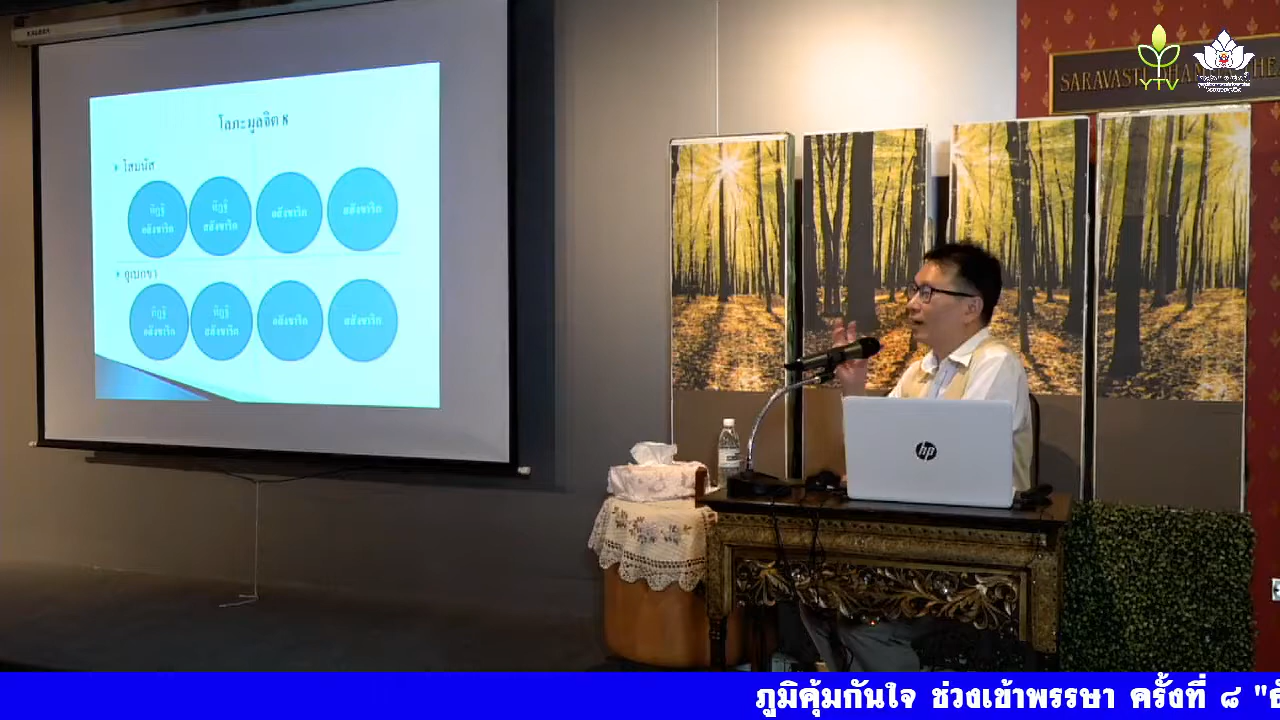 โลภะมูลจิต ๘
โสมนัส
ทิฏฐิ
อสังขาริก
ทิฏฐิ
สสังขาริก
อสังขาริก
สสังขาริก
อุเบกขา
ทิฏฐิ
อสังขาริก
ทิฏฐิ
สสังขาริก
อสังขาริก
สสังขาริก
SARAVASTI
YTV
hp
ภูมิคุ้มกันใจ ช่วงเข้าพรรษา ครั้งที่ ๘